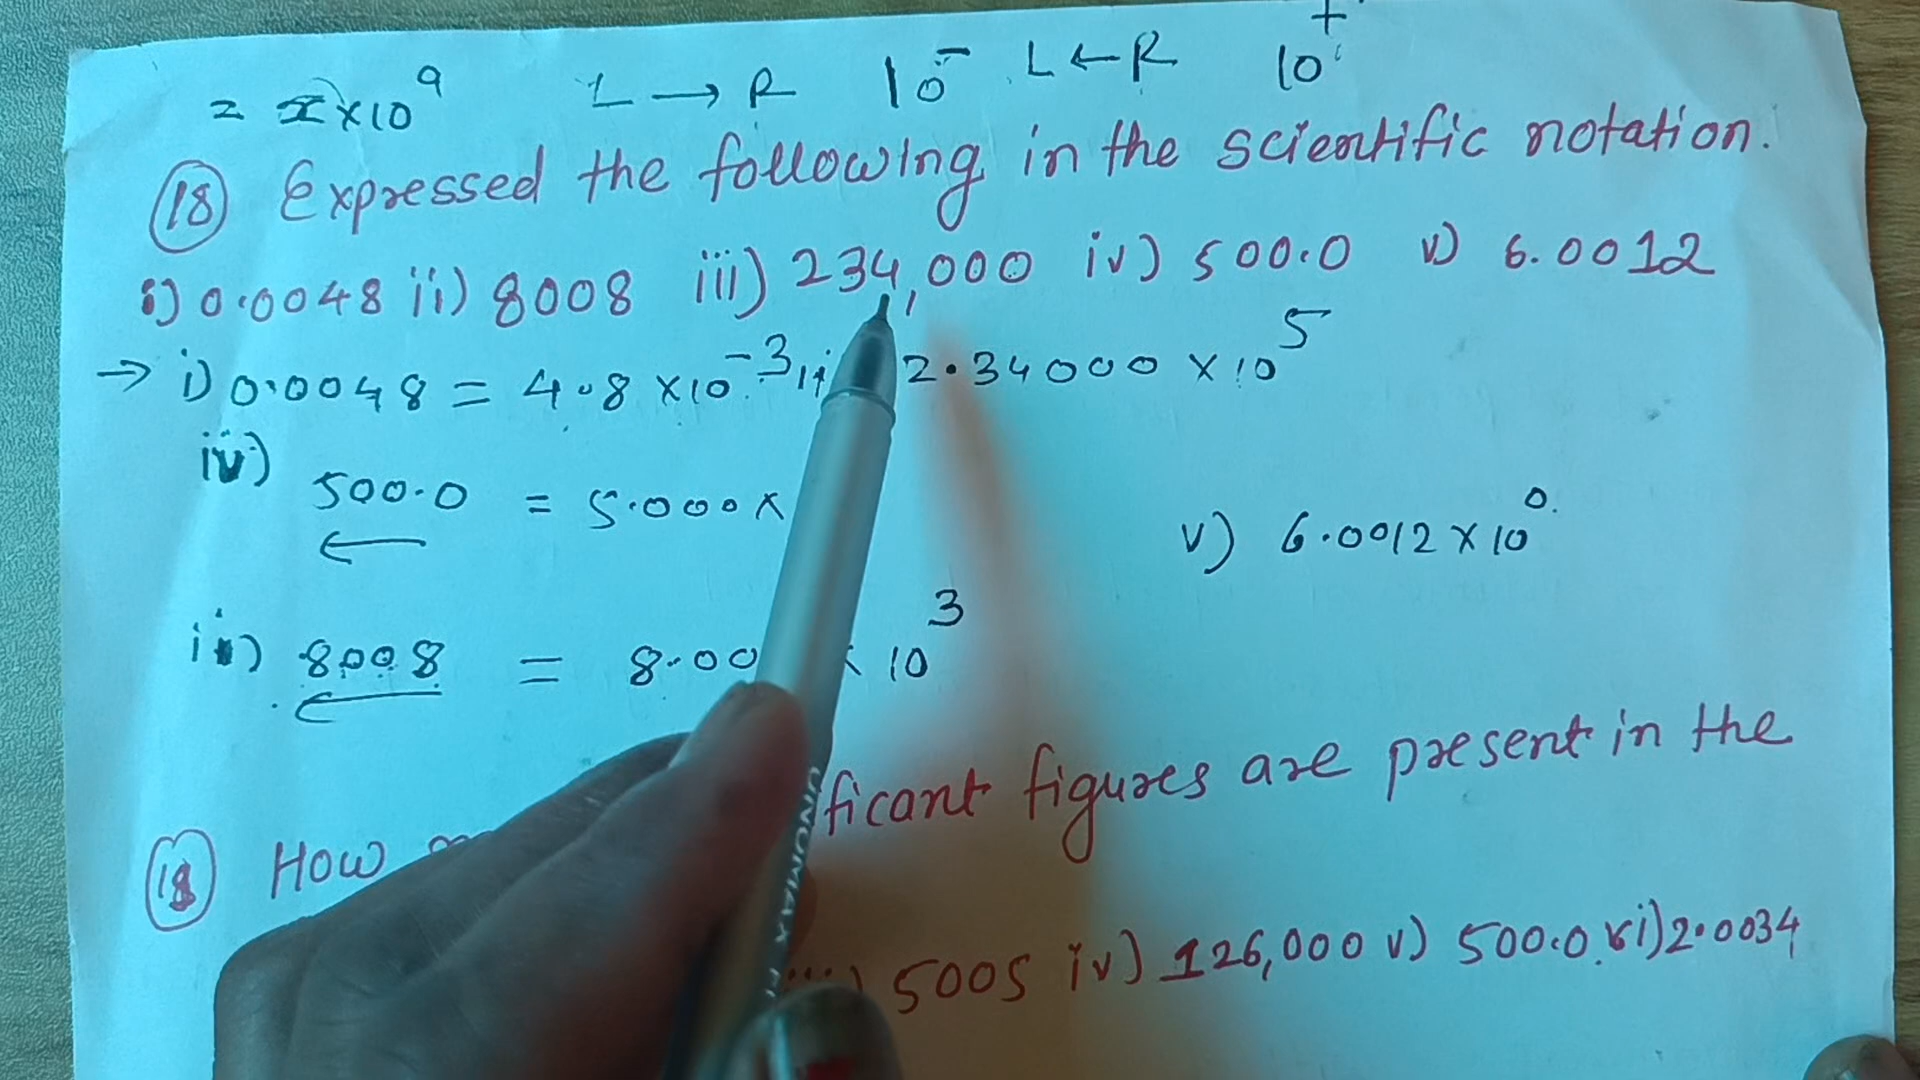 = x×10⁹ L → R 10⁻ L ← R 10⁺
(18) Expressed the following in the scientific notation.
i) 0.0048 ii) 8008 iii) 234,000 iv) 500.0 v) 6.0012
→ i) 0.0048 = 4.8 ×10⁻³ 2.34000 × 10⁵
iv) 500.0 = 5.000 ×
v) 6.0012 × 10⁰
ii) 8008 = 8.00 × 10³
How ficant figures are present in the
5005 iv) 126,000 v) 500.0 vi) 2.0034